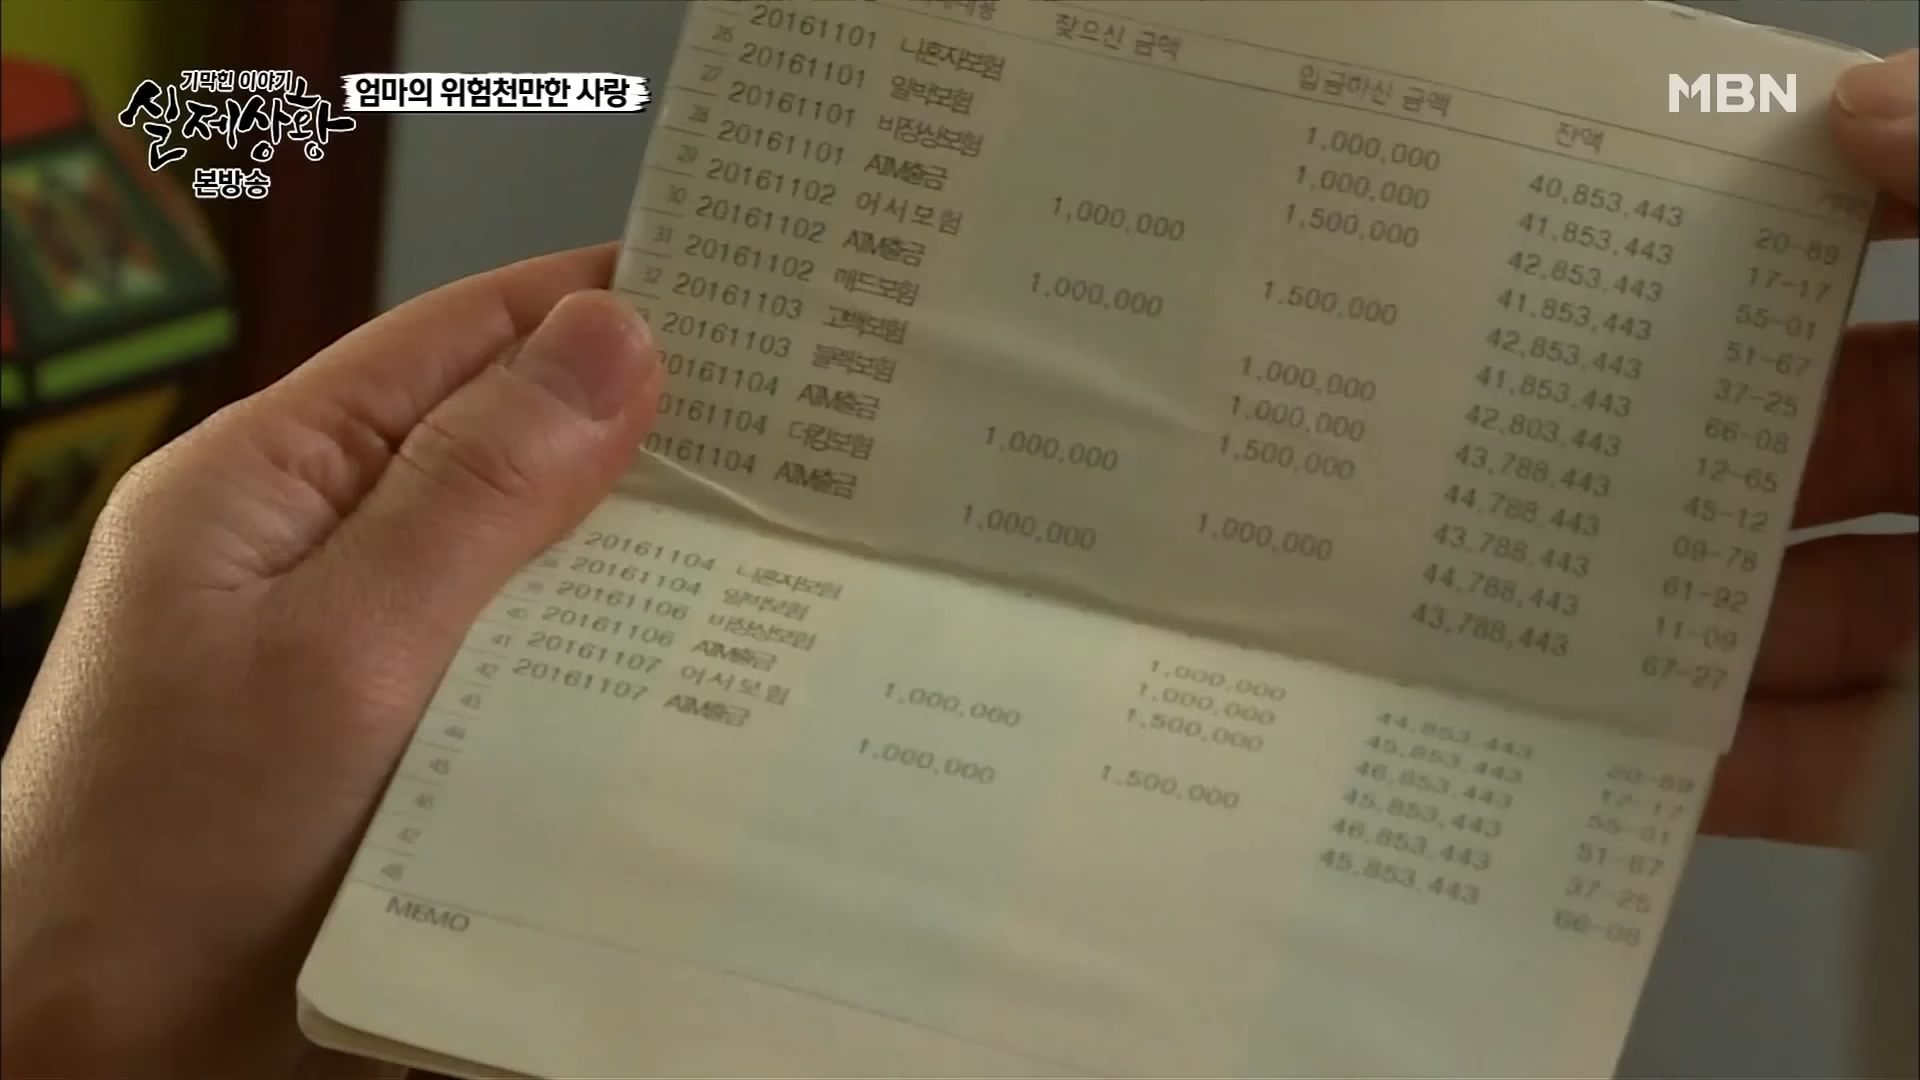 기막힌 이야기
실제상황
본방송
엄마의 위험천만한 사랑
MBN
찾으신 금액 입금하신 금액 잔액
20161101 나혼자보험 1,000,000 40,853,443 20-89
26 20161101 일박보험 1,000,000 41,853,443 17-17
27 20161101 비정상보험 1,500,000 42,853,443 55-01
28 20161101 ATM출금 1,000,000 41,853,443 51-67
29 20161102 어서보험 1,500,000 42,853,443 37-25
30 20161102 ATM출금 1,000,000 41,853,443 66-08
31 20161102 매드보험 1,000,000 42,803,443 12-65
32 20161103 고백보험 1,000,000 43,788,443 45-12
20161103 블랙보험 1,500,000 44,788,443 09-78
20161104 ATM출금 1,000,000 43,788,443 61-92
0161104 더킹보험 1,000,000 44,788,443 11-09
0161104 ATM출금 1,000,000 43,788,443 67-27
20161104 나혼자보험 1,000,000 44,853,443 20-89
20161104 일박보험 1,000,000 45,853,443 17-17
20161106 비정상보험 1,500,000 46,853,443 55-01
40 20161106 ATM출금 1,000,000 45,853,443 51-67
41 20161107 어서보험 1,500,000 46,853,443 37-25
42 20161107 ATM출금 1,000,000 45,853,443 66-08
43
44
45
46
47
48
MEMO